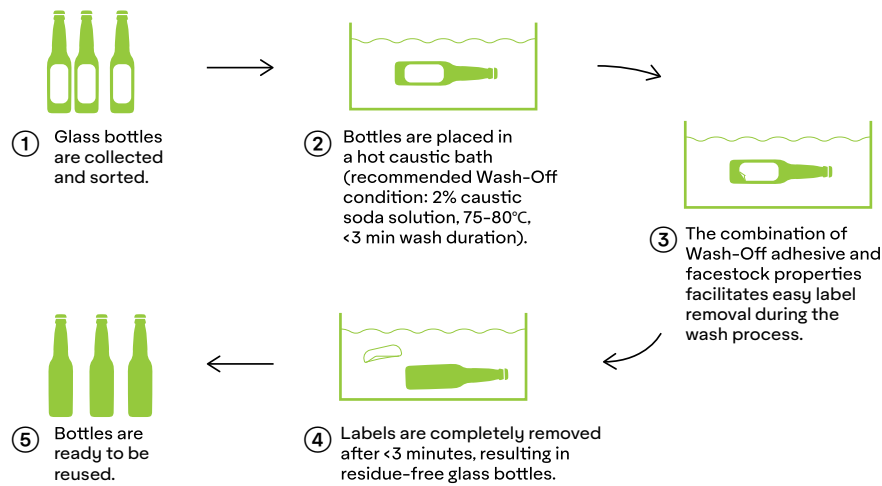 1
Glass bottles
are collected
and sorted.
2
Bottles are placed in
a hot caustic bath
(recommended Wash-Off
condition: 2% caustic
soda solution, 75-80℃,
<3 min wash duration).
3
The combination of
Wash-Off adhesive and
facestock properties
facilitates easy label
removal during the
wash process.
4
Labels are completely removed
after <3 minutes, resulting in
residue-free glass bottles.
5
Bottles are
ready to be
reused.